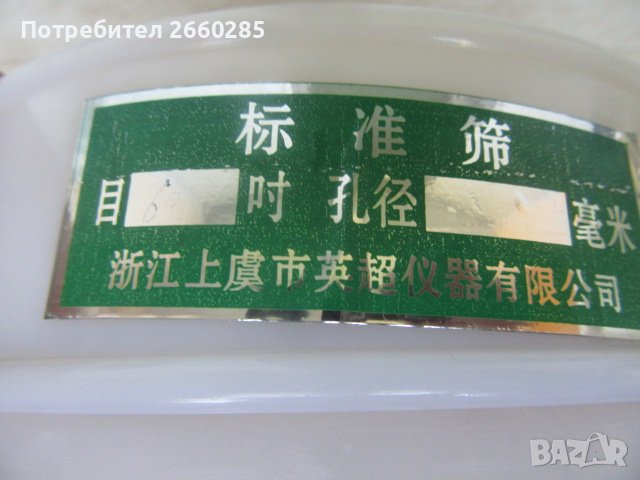 Потребител 2660285
标准筛
目 吋 孔径 毫米
浙江上虞市英超仪器有限公司
BAZAR